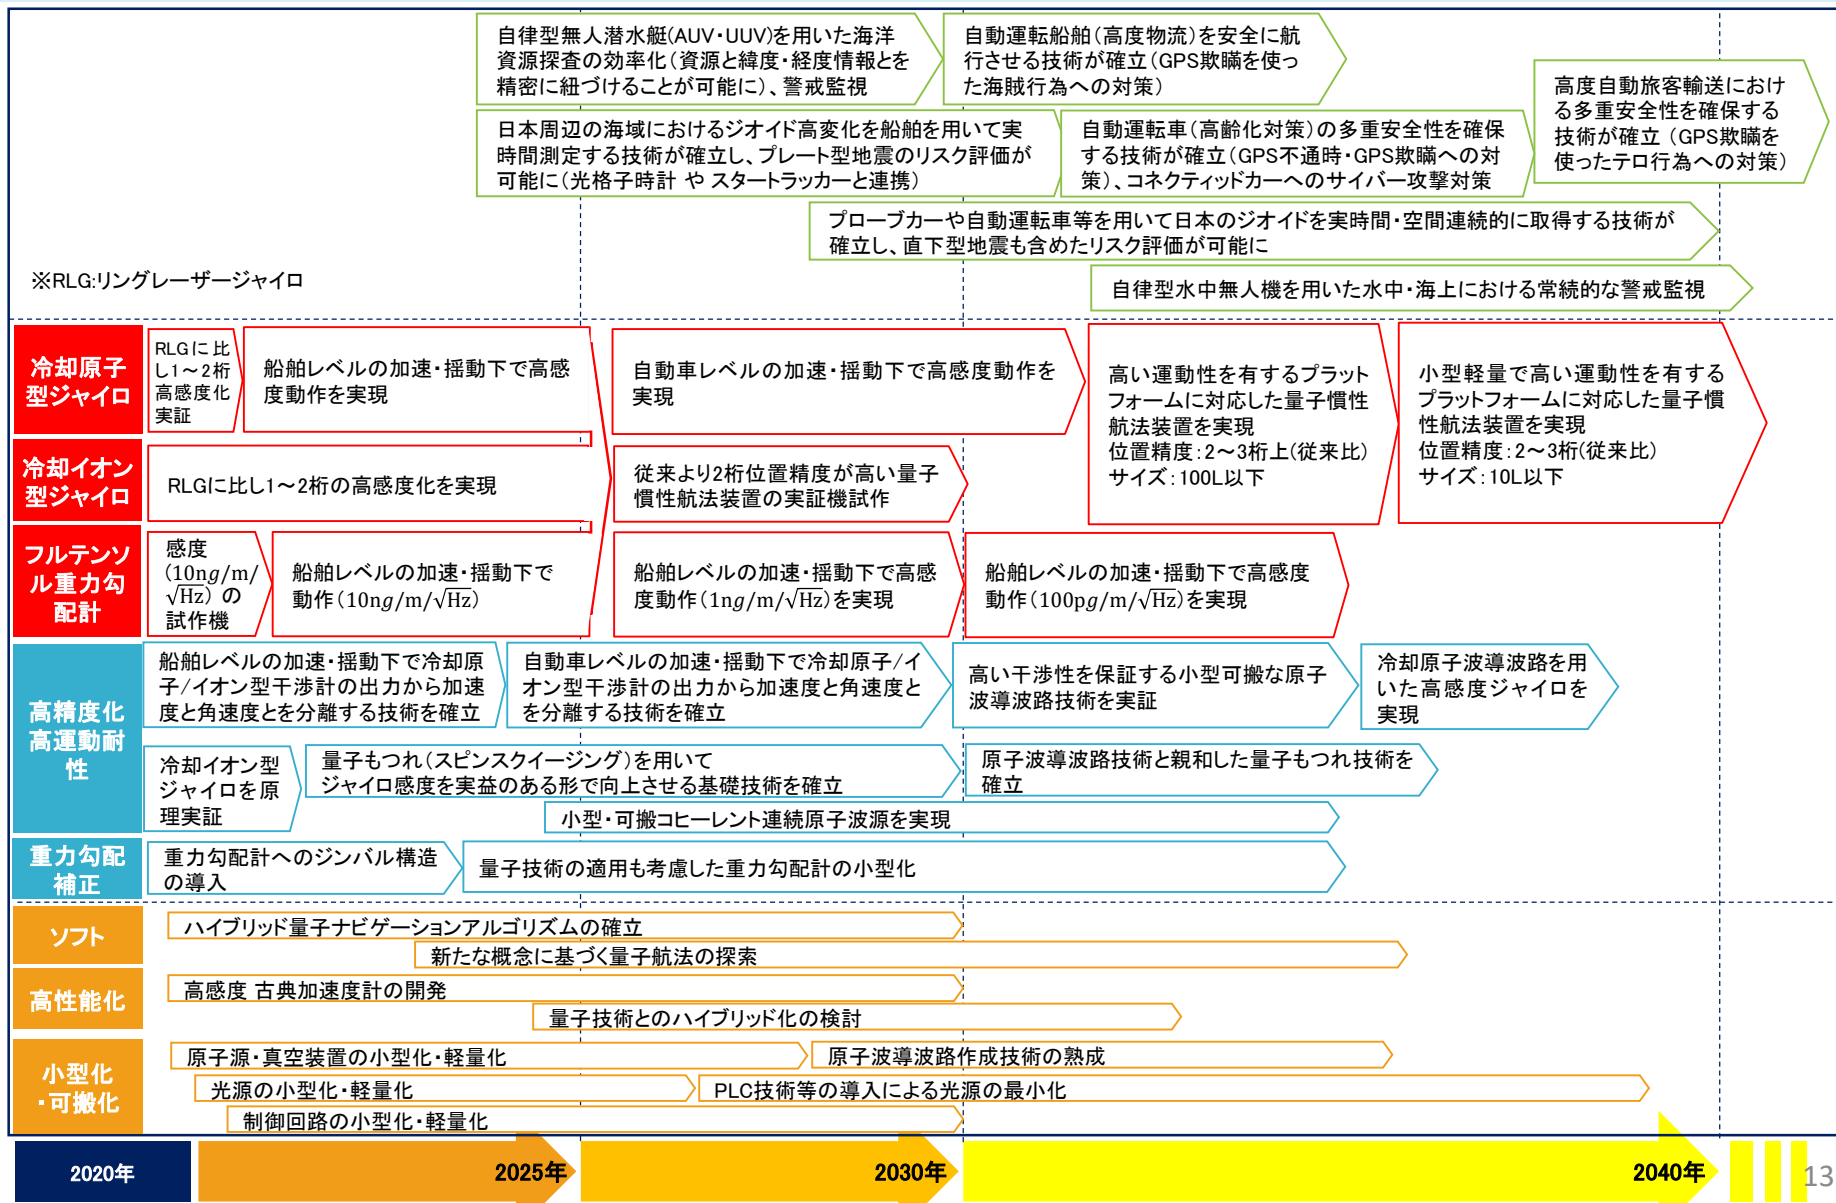 自律型無人潜水艇(AUV・UUV)を用いた海洋
資源探査の効率化（資源と緯度・経度情報とを
精密に紐づけることが可能に）、警戒監視
自動運転船舶（高度物流）を安全に航
行させる技術が確立（GPS欺瞞を使っ
た海賊行為への対策）
高度自動旅客輸送におけ
る多重安全性を確保する
技術が確立（GPS欺瞞を
使ったテロ行為への対策）
日本周辺の海域におけるジオイド高変化を船舶を用いて実
時間測定する技術が確立し、プレート型地震のリスク評価が
可能に（光格子時計 や スタートラッカーと連携）
自動運転車（高齢化対策）の多重安全性を確保
する技術が確立（GPS不通時・GPS欺瞞への対
策）、コネクティッドカーへのサイバー攻撃対策
プローブカーや自動運転車等を用いて日本のジオイドを実時間・空間連続的に取得する技術が
確立し、直下型地震も含めたリスク評価が可能に
※RLG:リングレーザージャイロ
自律型水中無人機を用いた水中・海上における常続的な警戒監視
冷却原子
型ジャイロ
RLGに比
し1～2桁
高感度化
実証
船舶レベルの加速・揺動下で高感
度動作を実現
自動車レベルの加速・揺動下で高感度動作を
実現
高い運動性を有するプラット
フォームに対応した量子慣性
航法装置を実現
位置精度：2～3桁上(従来比)
サイズ：100L以下
小型軽量で高い運動性を有する
プラットフォームに対応した量子慣
性航法装置を実現
位置精度：2～3桁(従来比)
サイズ：10L以下
冷却イオン
型ジャイロ
RLGに比し1～2桁の高感度化を実現
従来より2桁位置精度が高い量子
慣性航法装置の実証機試作
フルテンソ
ル重力勾
配計
感度
(10ng/m/
√Hz) の
試作機
船舶レベルの加速・揺動下で
動作（10ng/m/√Hz）
船舶レベルの加速・揺動下で高感
度動作（1ng/m/√Hz）を実現
船舶レベルの加速・揺動下で高感度
動作（100pg/m/√Hz）を実現
高精度化
高運動耐
性
船舶レベルの加速・揺動下で冷却原
子/イオン型干渉計の出力から加速
度と角速度とを分離する技術を確立
自動車レベルの加速・揺動下で冷却原子/イ
オン型干渉計の出力から加速度と角速度と
を分離する技術を確立
高い干渉性を保証する小型可搬な原子
波導波路技術を実証
冷却原子波導波路を用
いた高感度ジャイロを
実現
冷却イオン型
ジャイロを原
理実証
量子もつれ（スピンスクイージング）を用いて
ジャイロ感度を実益のある形で向上させる基礎技術を確立
原子波導波路技術と親和した量子もつれ技術を
確立
小型・可搬コヒーレント連続原子波源を実現
重力勾配
補正
重力勾配計へのジンバル構造
の導入
量子技術の適用も考慮した重力勾配計の小型化
ソフト
ハイブリッド量子ナビゲーションアルゴリズムの確立
新たな概念に基づく量子航法の探索
高性能化
高感度 古典加速度計の開発
量子技術とのハイブリッド化の検討
小型化
・可搬化
原子源・真空装置の小型化・軽量化
原子波導波路作成技術の熟成
光源の小型化・軽量化
PLC技術等の導入による光源の最小化
制御回路の小型化・軽量化
2020年
2025年
2030年
2040年
13